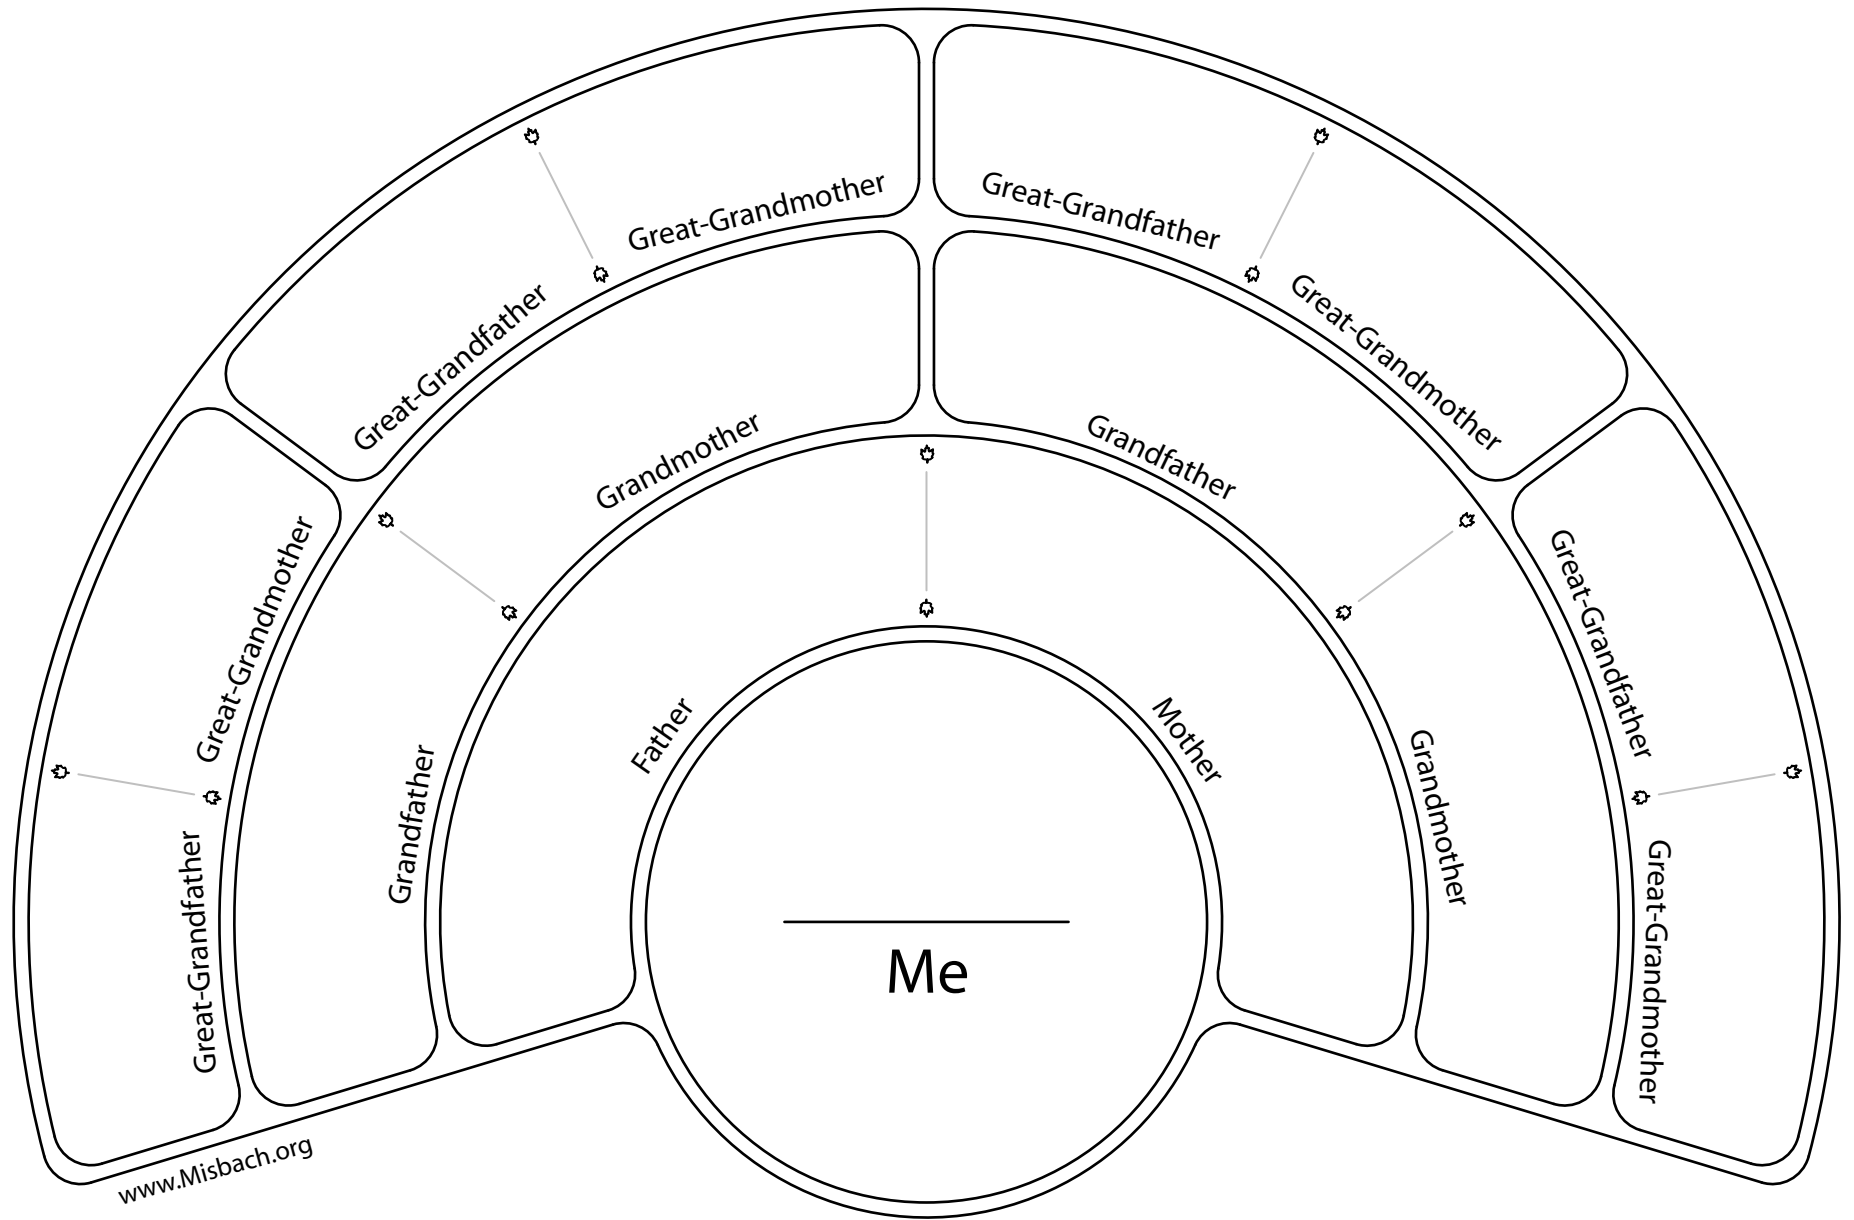 Great-Grandfather
Great-Grandmother
Great-Grandfather
Great-Grandmother
Great-Grandfather
Great-Grandmother
Great-Grandfather
Great-Grandmother
Grandfather
Grandmother
Grandfather
Grandmother
Father
Mother
Me
www.Misbach.org